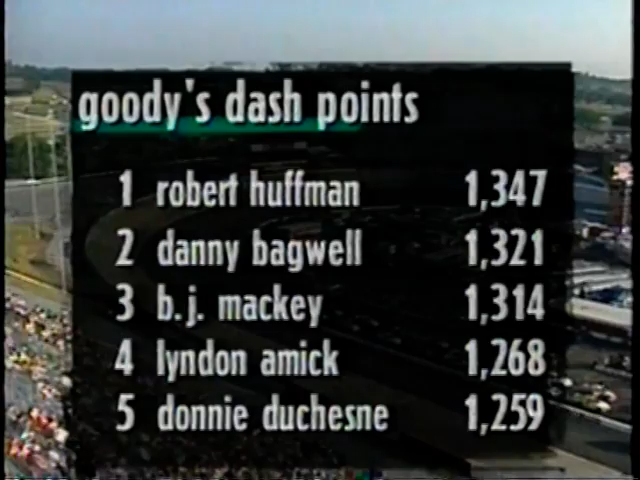 goody's dash points
1 robert huffman 1,347
2 danny bagwell 1,321
3 b.j. mackey 1,314
4 lyndon amick 1,268
5 donnie duchesne 1,259